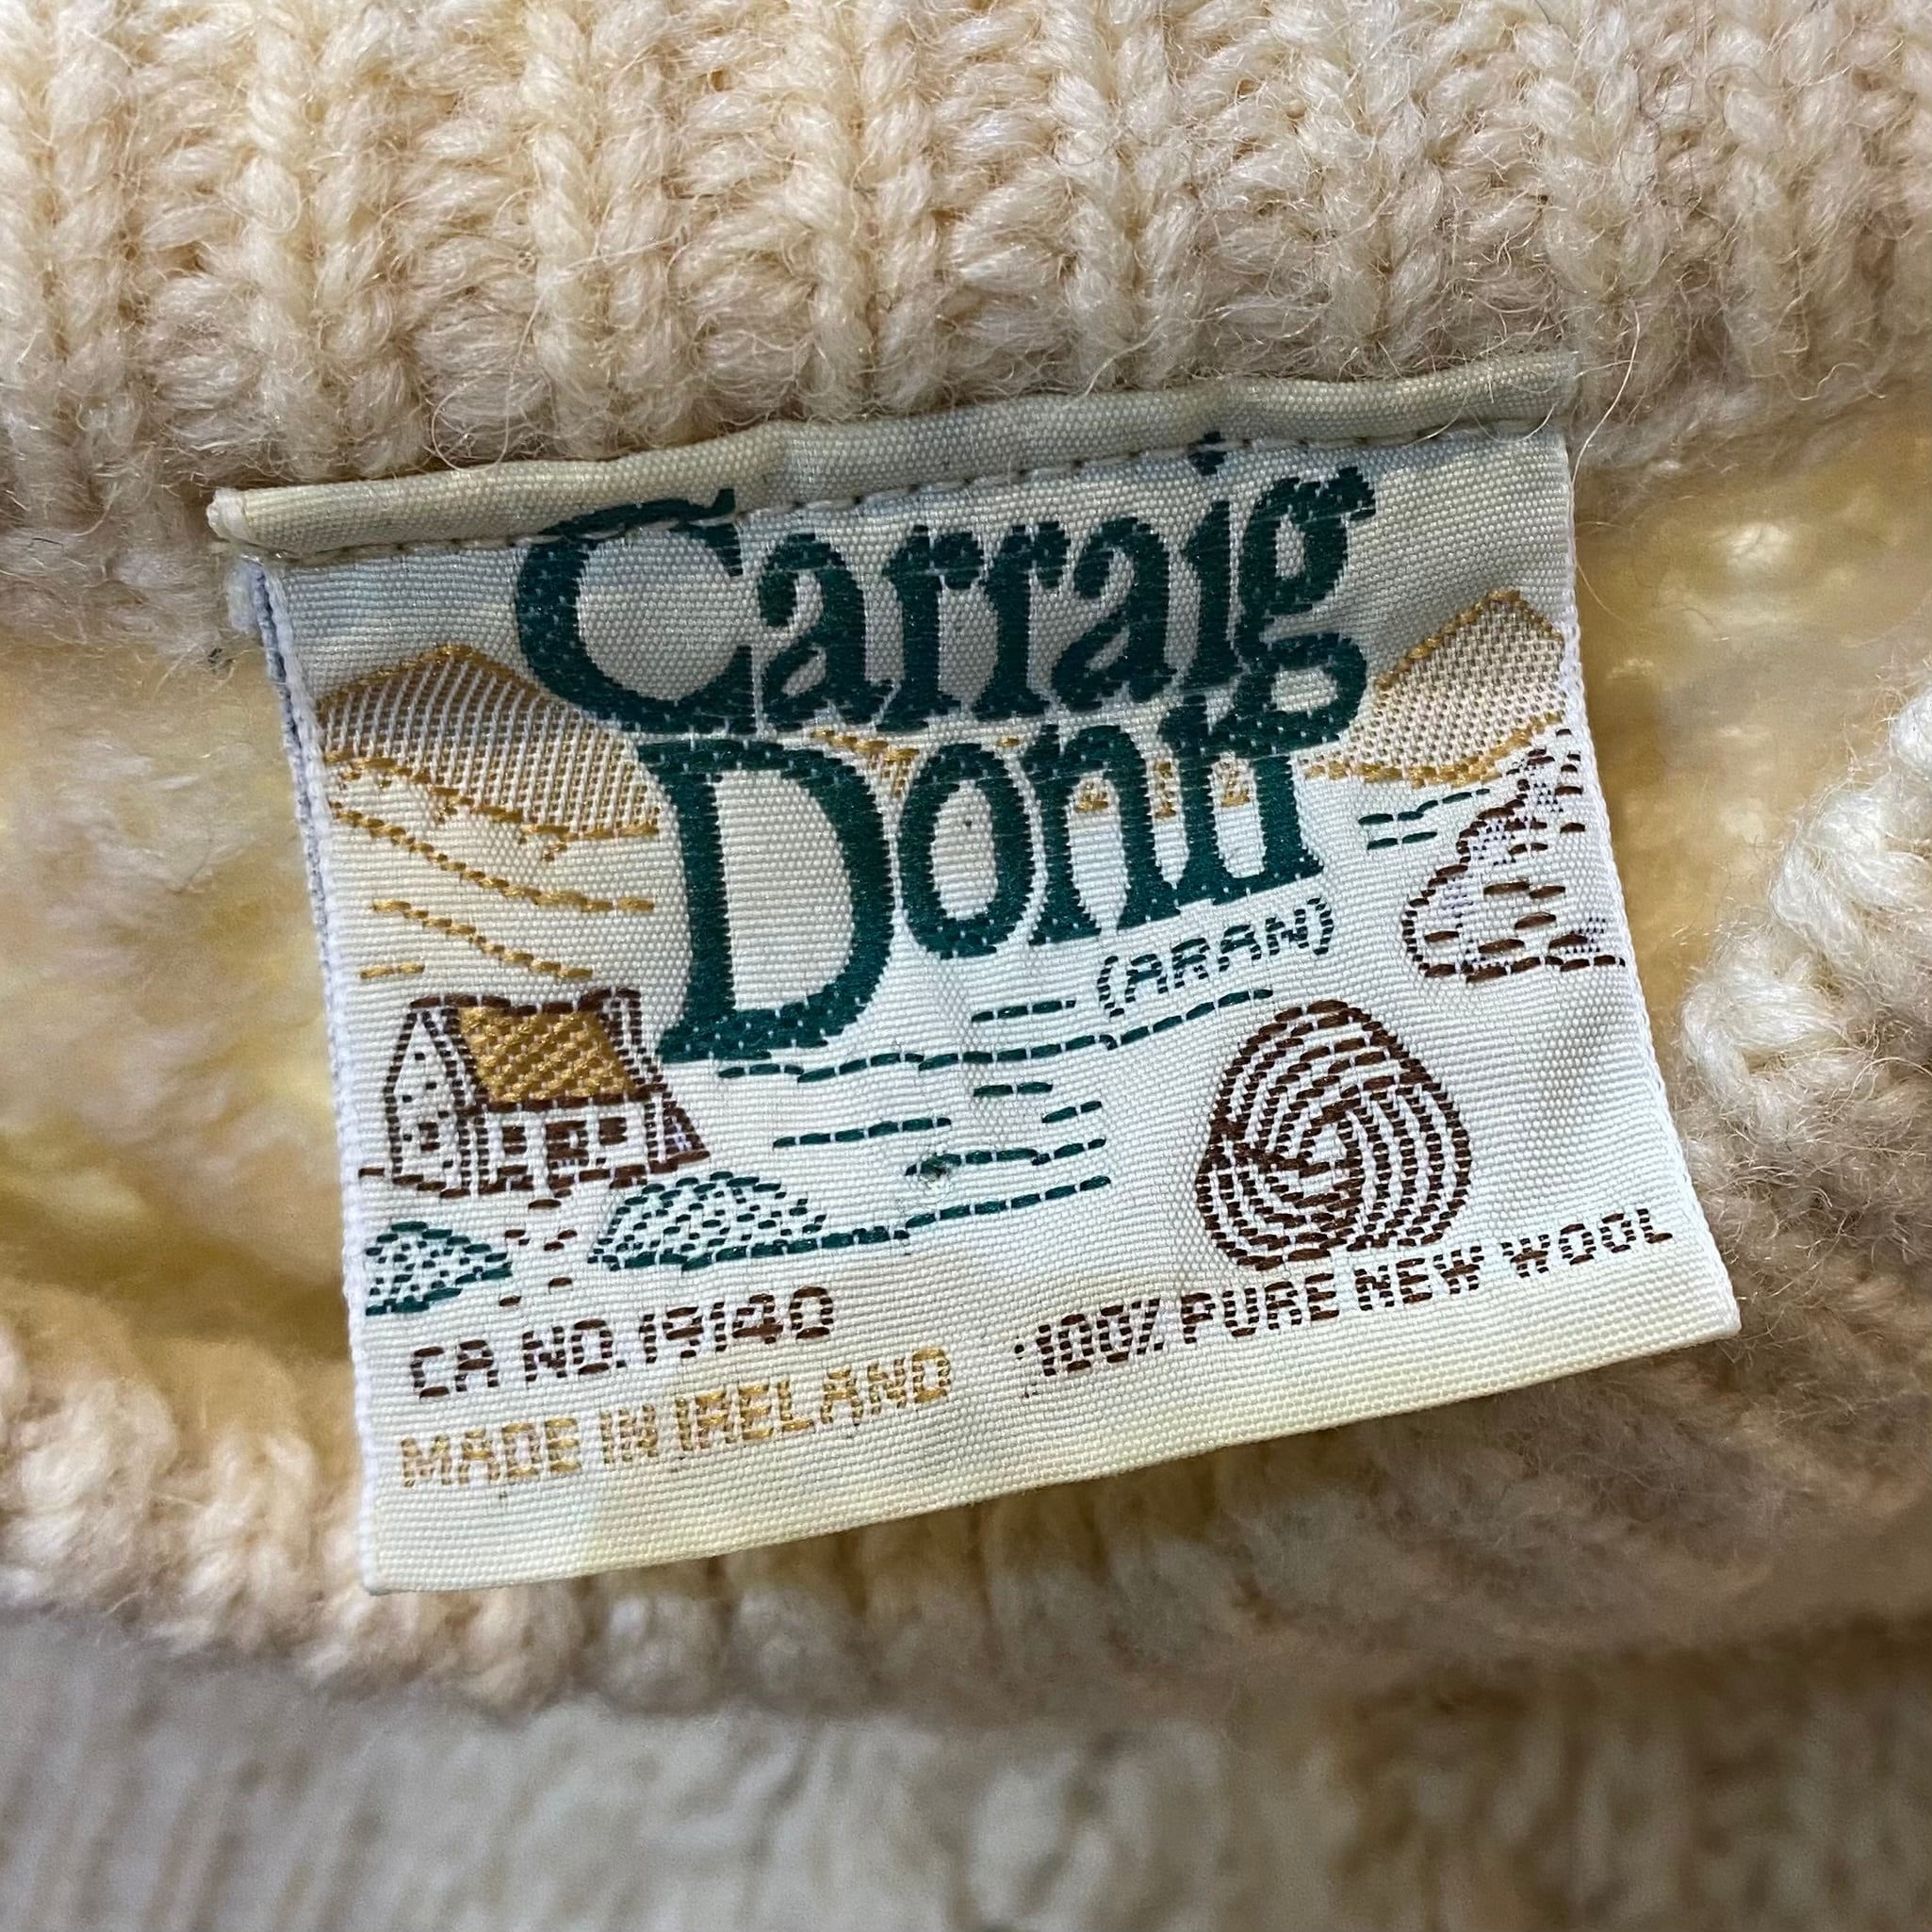 Carraig
Donn
(ARAN)
CA NO. 19140
100% PURE NEW WOOL
MADE IN IRELAND